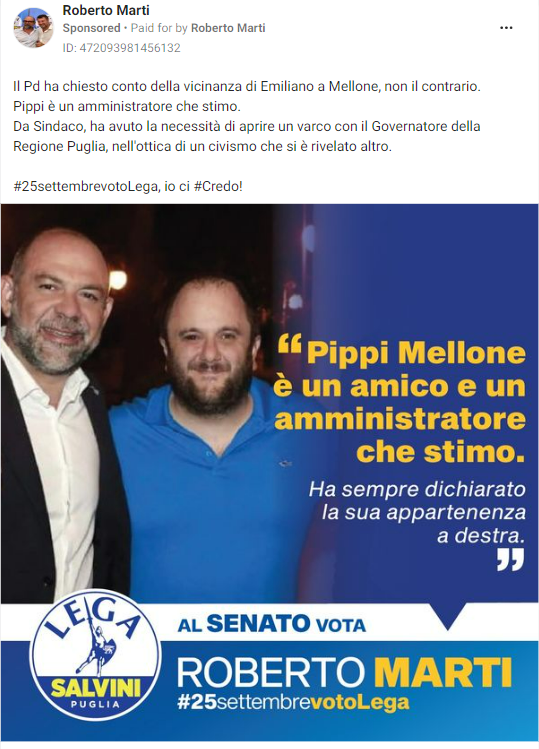 Roberto Marti
Sponsored • Paid for by Roberto Marti
ID: 472093981456132
Il Pd ha chiesto conto della vicinanza di Emiliano a Mellone, non il contrario.
Pippi è un amministratore che stimo.
Da Sindaco, ha avuto la necessità di aprire un varco con il Governatore della
Regione Puglia, nell'ottica di un civismo che si è rivelato altro.
#25settembrevotoLega, io ci #Credo!
“Pippi Mellone
è un amico e un
amministratore
che stimo.
Ha sempre dichiarato
la sua appartenenza
a destra.
”
LEGA
SALVINI
PUGLIA
AL SENATO VOTA
ROBERTO MARTI
#25settembrevotoLega